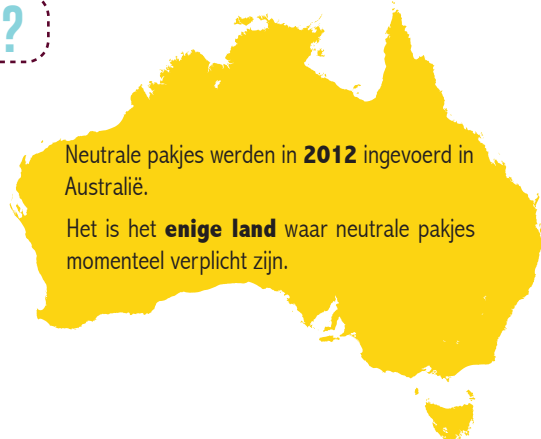 ?
Neutrale pakjes werden in 2012 ingevoerd in
Australië.
Het is het enige land waar neutrale pakjes
momenteel verplicht zijn.